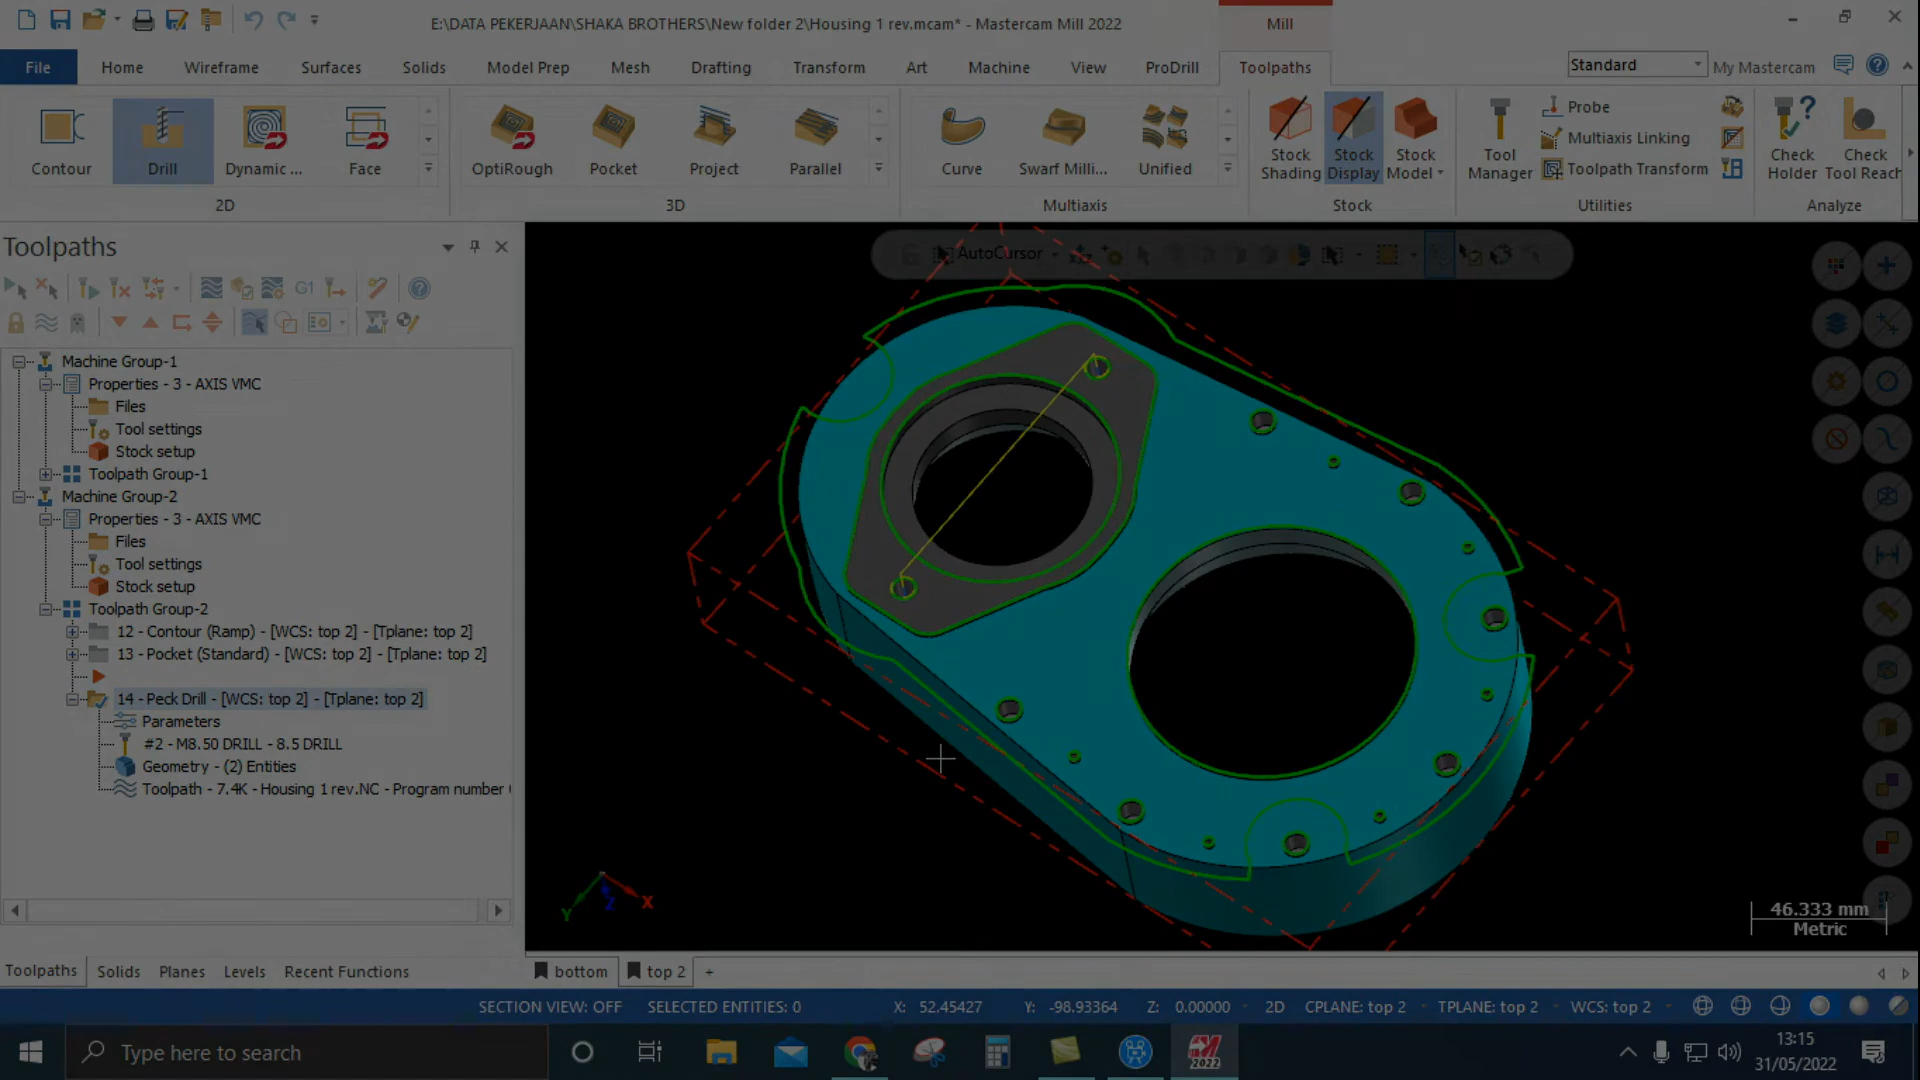 E:\DATA PEKERJAAN\SHAKA BROTHERS\New folder 2\Housing 1 rev.mcam* - Mastercam Mill 2022
Mill
File Home Wireframe Surfaces Solids Model Prep Mesh Drafting Transform Art Machine View ProDrill Toolpaths
Standard My Mastercam
Contour Drill Dynamic ... Face
2D
OptiRough Pocket Project Parallel
3D
Curve Swarf Milli... Unified
Multiaxis
Stock Shading
Stock Display
Stock Model
Stock
Tool Manager
Probe
Multiaxis Linking
Toolpath Transform
Utilities
Check Holder
Check Tool Reach
Analyze
Toolpaths
G1
Machine Group-1
Properties - 3 - AXIS VMC
Files
Tool settings
Stock setup
Toolpath Group-1
Machine Group-2
Properties - 3 - AXIS VMC
Files
Tool settings
Stock setup
Toolpath Group-2
12 - Contour (Ramp) - [WCS: top 2] - [Tplane: top 2]
13 - Pocket (Standard) - [WCS: top 2] - [Tplane: top 2]
14 - Peck Drill - [WCS: top 2] - [Tplane: top 2]
Parameters
#2 - M8.50 DRILL - 8.5 DRILL
Geometry - (2) Entities
Toolpath - 7.4K - Housing 1 rev.NC - Program number
AutoCursor
Y Z X
46.333 mm
Metric
Toolpaths Solids Planes Levels Recent Functions
bottom top 2 +
SECTION VIEW: OFF SELECTED ENTITIES: 0 X: 52.45427 Y: -98.93364 Z: 0.00000 2D CPLANE: top 2 TPLANE: top 2 WCS: top 2
Type here to search
2022
13:15
31/05/2022